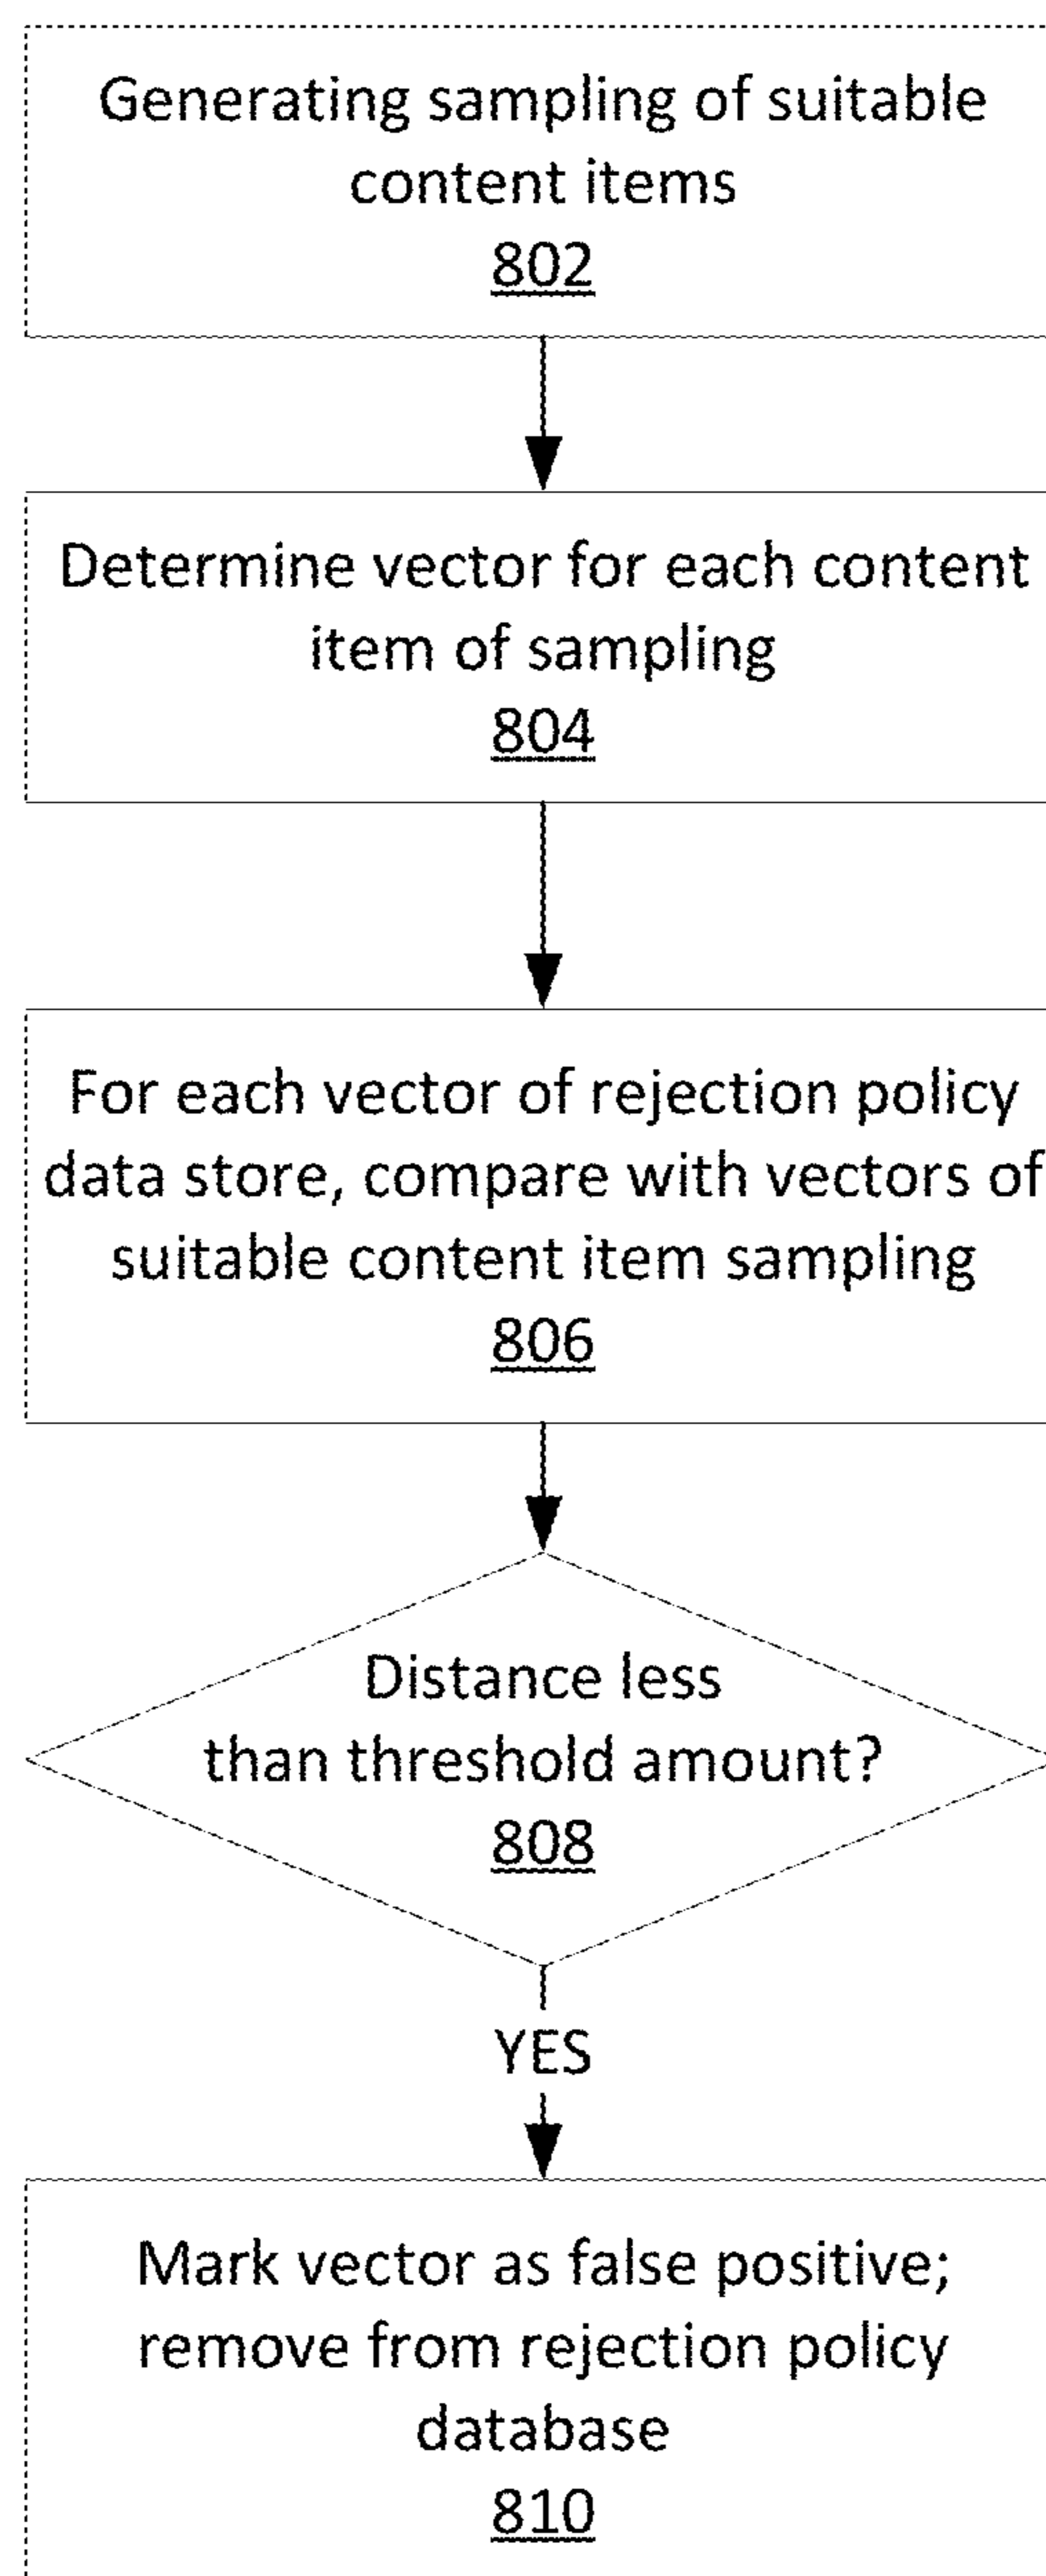 Generating sampling of suitable
content items
802
Determine vector for each content
item of sampling
804
For each vector of rejection policy
data store, compare with vectors of
suitable content item sampling
806
Distance less
than threshold amount?
808
YES
Mark vector as false positive;
remove from rejection policy
database
810